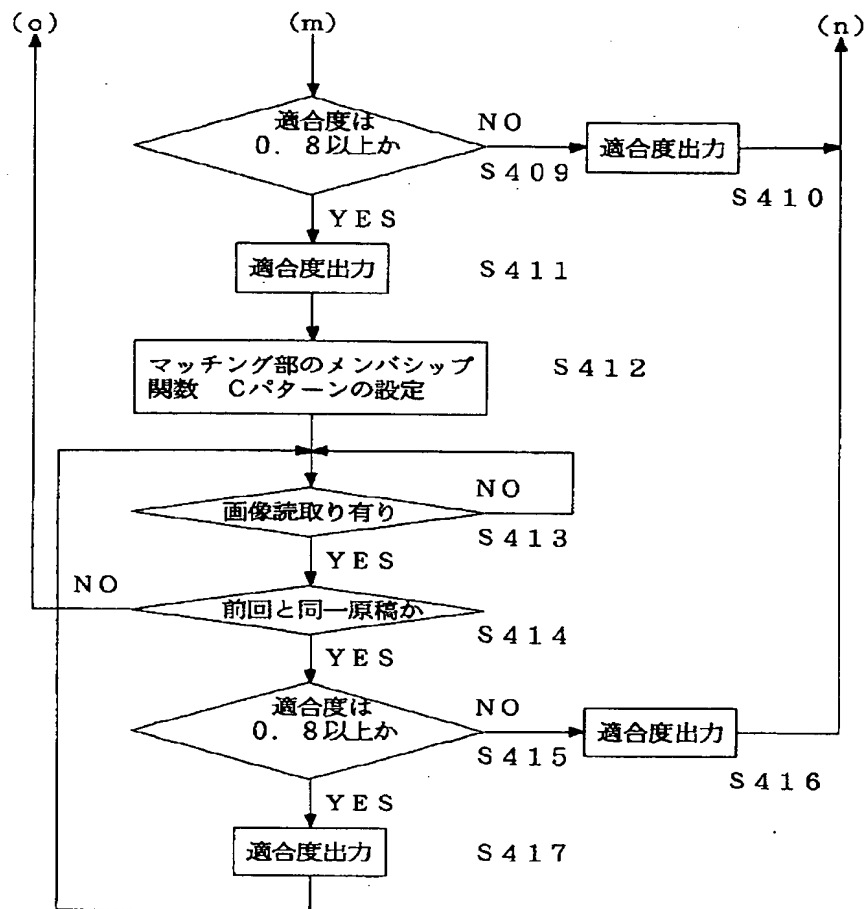 (o)
(m)
(n)
適合度は
0.8以上か
NO
S409
適合度出力
S410
YES
適合度出力
S411
マッチング部のメンバシップ
関数 Cパターンの設定
S412
画像読取り有り
NO
S413
YES
NO
前回と同一原稿か
S414
YES
適合度は
0.8以上か
NO
S415
適合度出力
S416
YES
適合度出力
S417